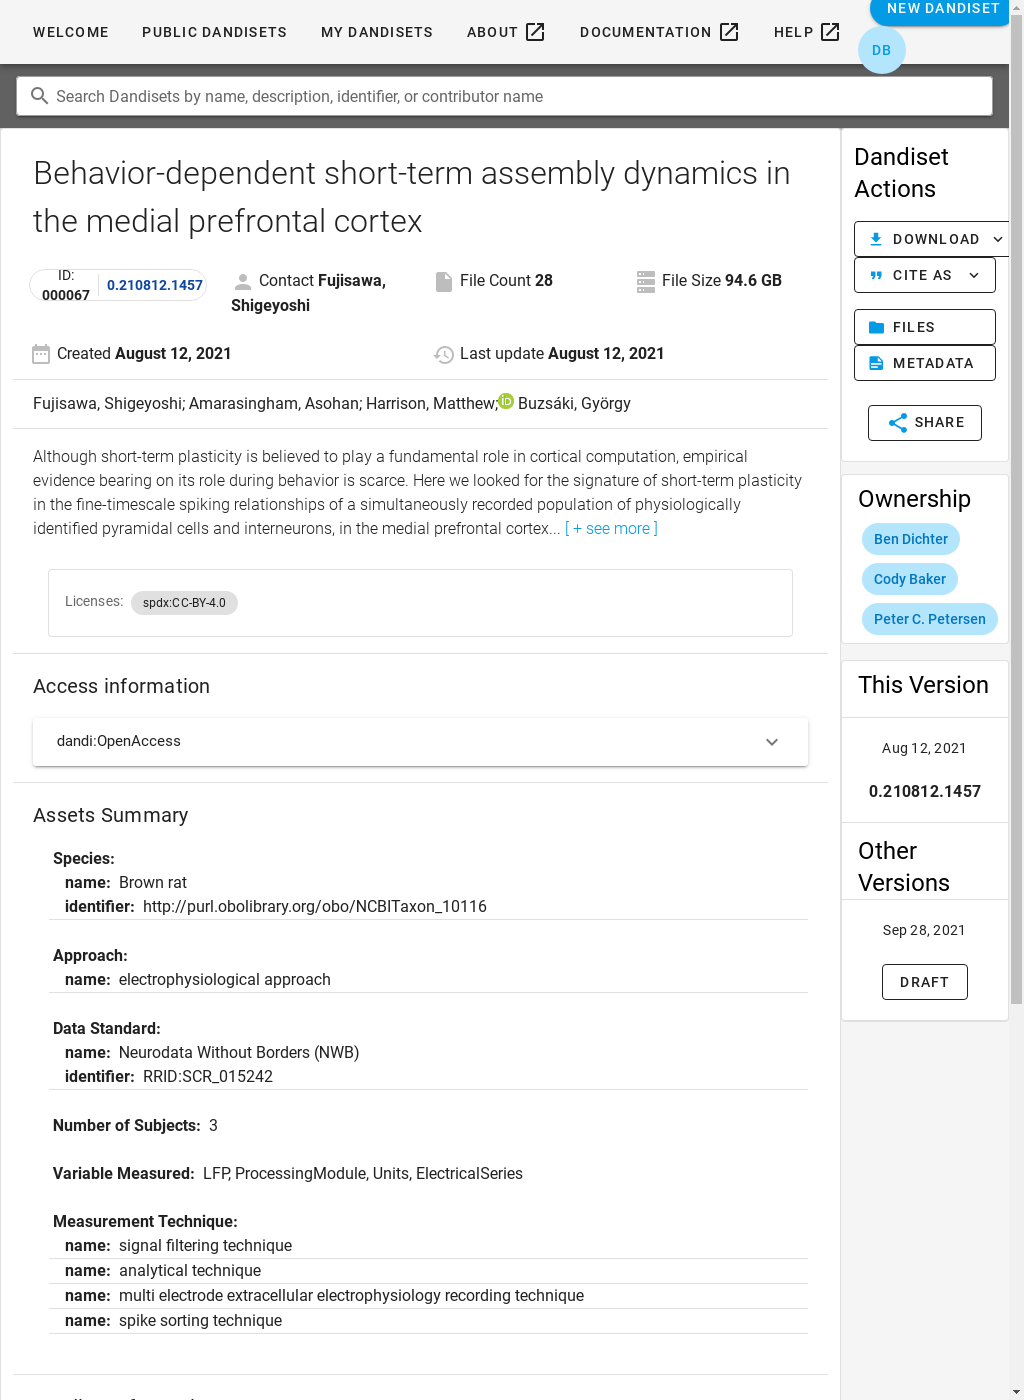 WELCOME PUBLIC DANDISETS MY DANDISETS ABOUT DOCUMENTATION HELP NEW DANDISET
DB
Search Dandisets by name, description, identifier, or contributor name
Behavior-dependent short-term assembly dynamics in
the medial prefrontal cortex
ID: 000067 0.210812.1457
Contact Fujisawa,
Shigeyoshi
File Count 28
File Size 94.6 GB
Created August 12, 2021
Last update August 12, 2021
Fujisawa, Shigeyoshi; Amarasingham, Asohan; Harrison, Matthew; iD Buzsáki, György
Although short-term plasticity is believed to play a fundamental role in cortical computation, empirical
evidence bearing on its role during behavior is scarce. Here we looked for the signature of short-term plasticity
in the fine-timescale spiking relationships of a simultaneously recorded population of physiologically
identified pyramidal cells and interneurons, in the medial prefrontal cortex... [ + see more ]
Licenses: spdx:CC-BY-4.0
Access information
dandi:OpenAccess
Assets Summary
Species:
name: Brown rat
identifier: http://purl.obolibrary.org/obo/NCBITaxon_10116
Approach:
name: electrophysiological approach
Data Standard:
name: Neurodata Without Borders (NWB)
identifier: RRID:SCR_015242
Number of Subjects: 3
Variable Measured: LFP, ProcessingModule, Units, ElectricalSeries
Measurement Technique:
name: signal filtering technique
name: analytical technique
name: multi electrode extracellular electrophysiology recording technique
name: spike sorting technique
Dandiset
Actions
DOWNLOAD
CITE AS
FILES
METADATA
SHARE
Ownership
Ben Dichter
Cody Baker
Peter C. Petersen
This Version
Aug 12, 2021
0.210812.1457
Other
Versions
Sep 28, 2021
DRAFT